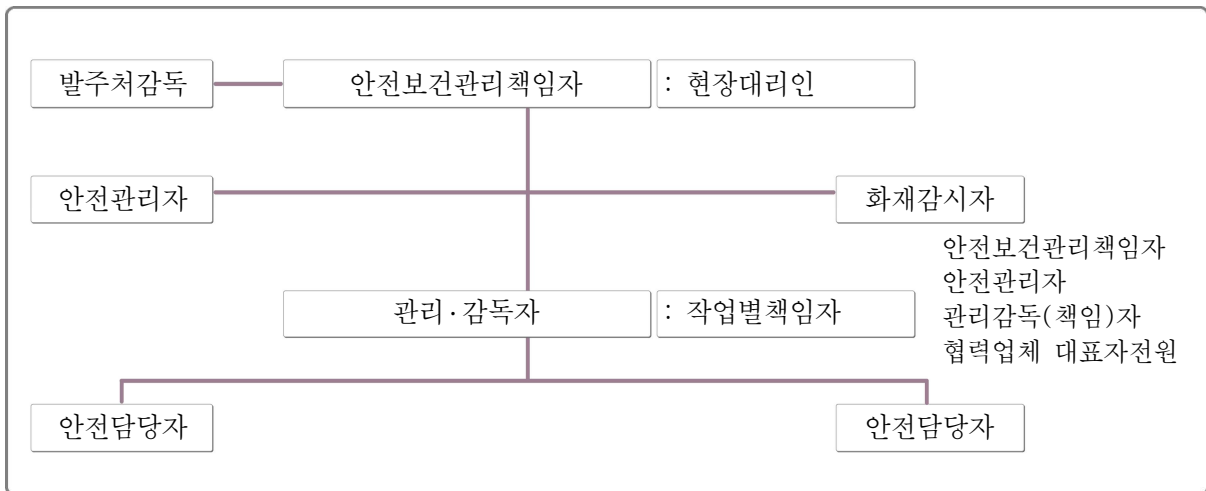 발주처감독
안전보건관리책임자
: 현장대리인
안전관리자
화재감시자
안전보건관리책임자
안전관리자
관리감독(책임)자
협력업체 대표자전원
관리·감독자
: 작업별책임자
안전담당자
안전담당자